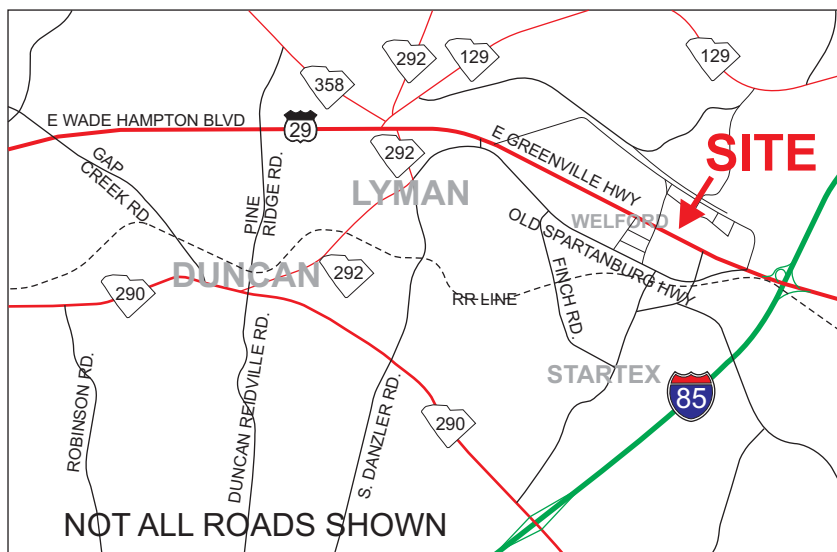 292
129
129
358
E WADE HAMPTON BLVD
29
E GREENVILLE HWY
SITE
GAP
CREEK RD.
PINE
RIDGE RD.
292
LYMAN
WELFORD
OLD SPARTANBURG HWY
DUNCAN
292
290
RR LINE
FINCH RD.
STARTEX
85
ROBINSON RD.
DUNCAN REIDVILLE RD.
S. DANZLER RD.
290
NOT ALL ROADS SHOWN